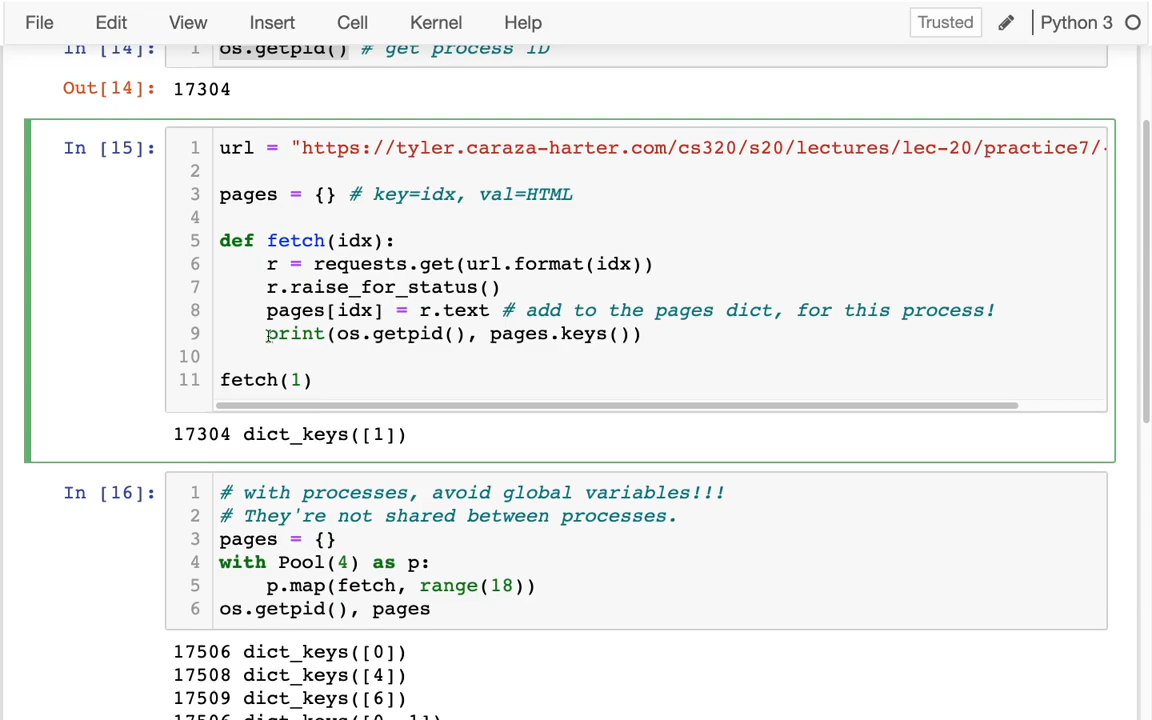 File Edit View Insert Cell Kernel Help Trusted Python 3
In [14]: 1 os.getpid() # get process ID
Out[14]: 17304
In [15]: 1 url = "https://tyler.caraza-harter.com/cs320/s20/lectures/lec-20/practice7/
2
3 pages = {} # key=idx, val=HTML
4
5 def fetch(idx):
6 r = requests.get(url.format(idx))
7 r.raise_for_status()
8 pages[idx] = r.text # add to the pages dict, for this process!
9 print(os.getpid(), pages.keys())
10
11 fetch(1)
17304 dict_keys([1])
In [16]: 1 # with processes, avoid global variables!!!
2 # They're not shared between processes.
3 pages = {}
4 with Pool(4) as p:
5 p.map(fetch, range(18))
6 os.getpid(), pages
17506 dict_keys([0])
17508 dict_keys([4])
17509 dict_keys([6])
17506 dict_keys([0, 1])